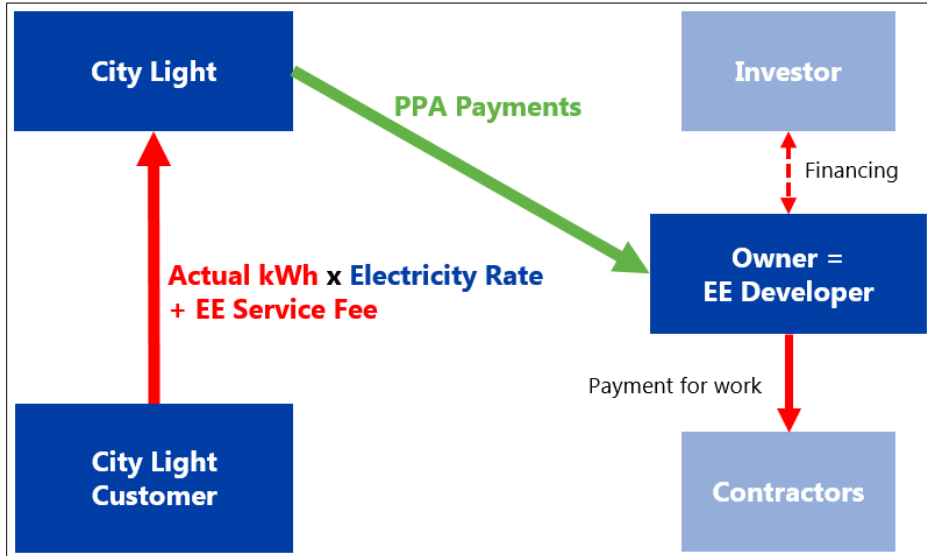 City Light
Investor
PPA Payments
Financing
Owner =
EE Developer
Actual kWh x Electricity Rate
+ EE Service Fee
Payment for work
City Light
Customer
Contractors